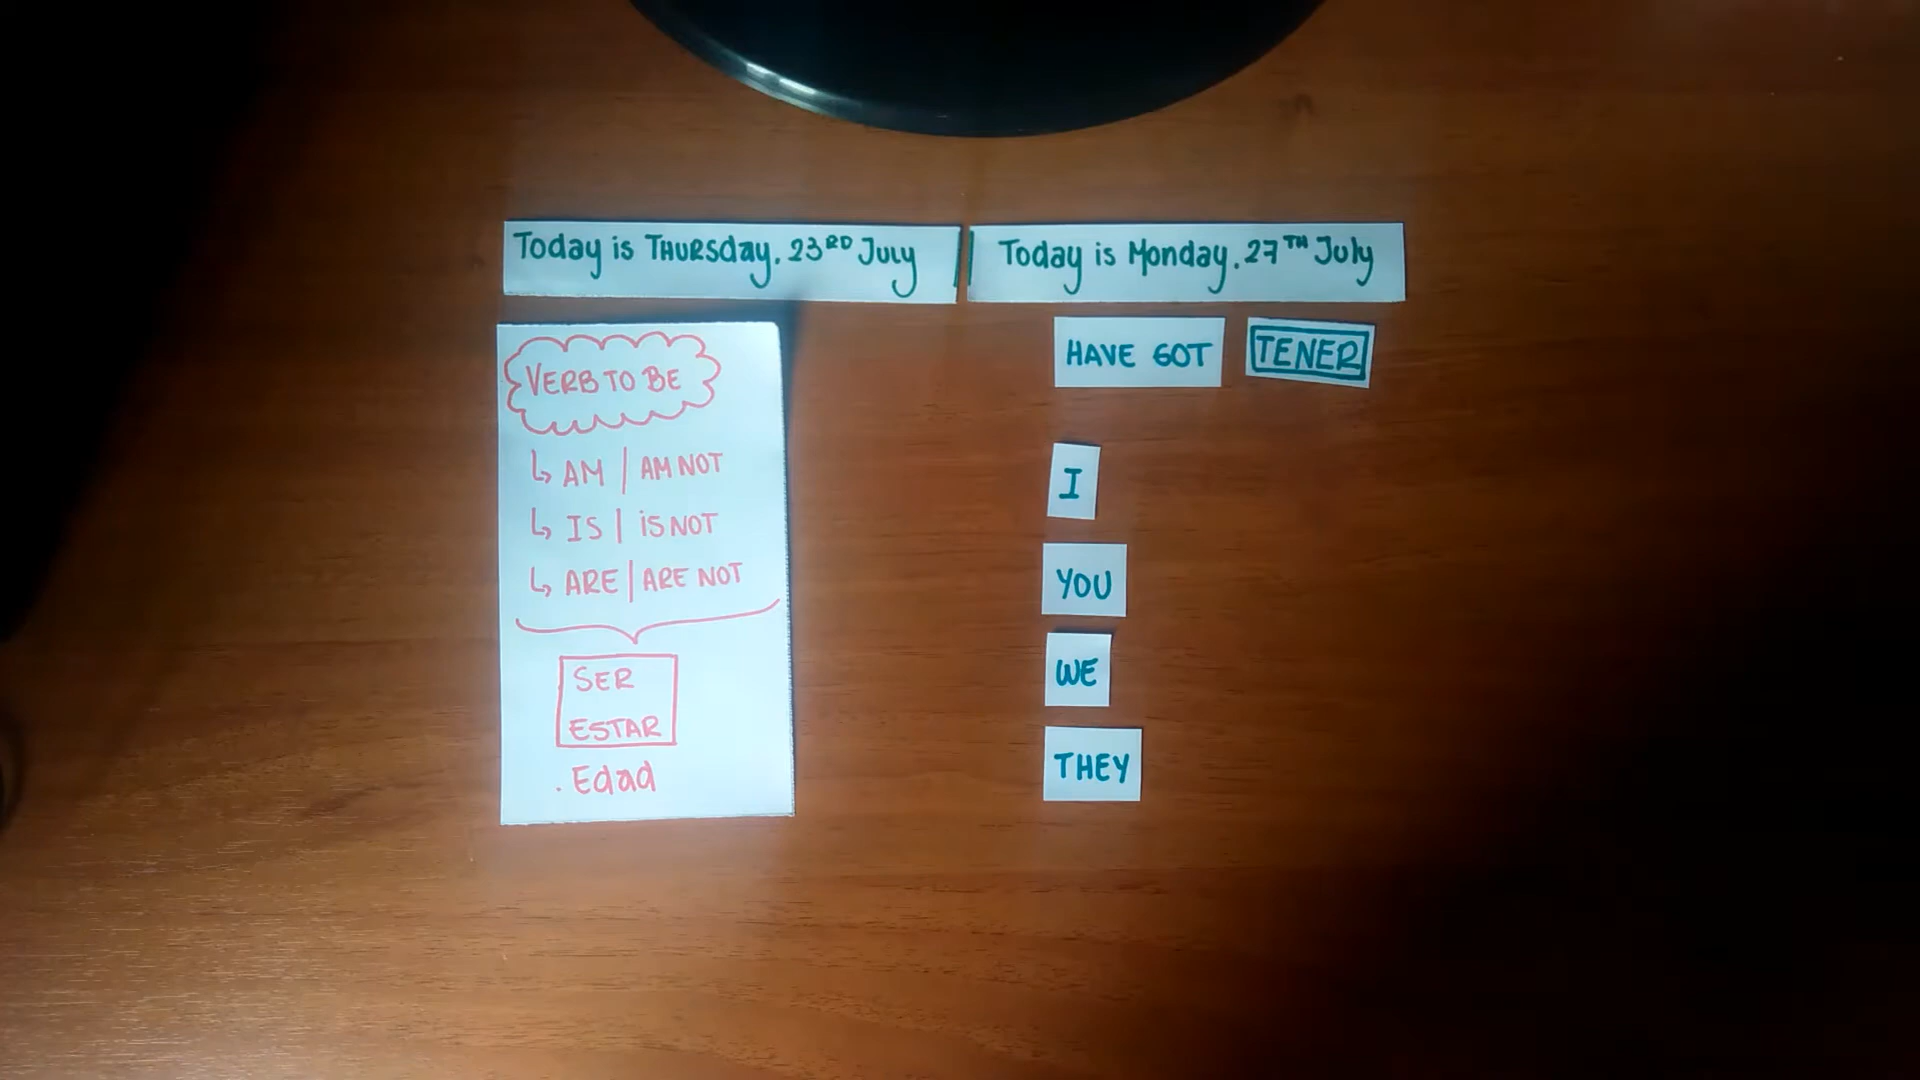 Today is THURSday. 23RD July
VERB TO BE
↳ AM | AM NOT
↳ IS | iS NOT
↳ ARE | ARE NOT
SER
ESTAR
. Edad
Today is Monday. 27TH July
HAVE GOT
TENER
I
YOU
WE
THEY